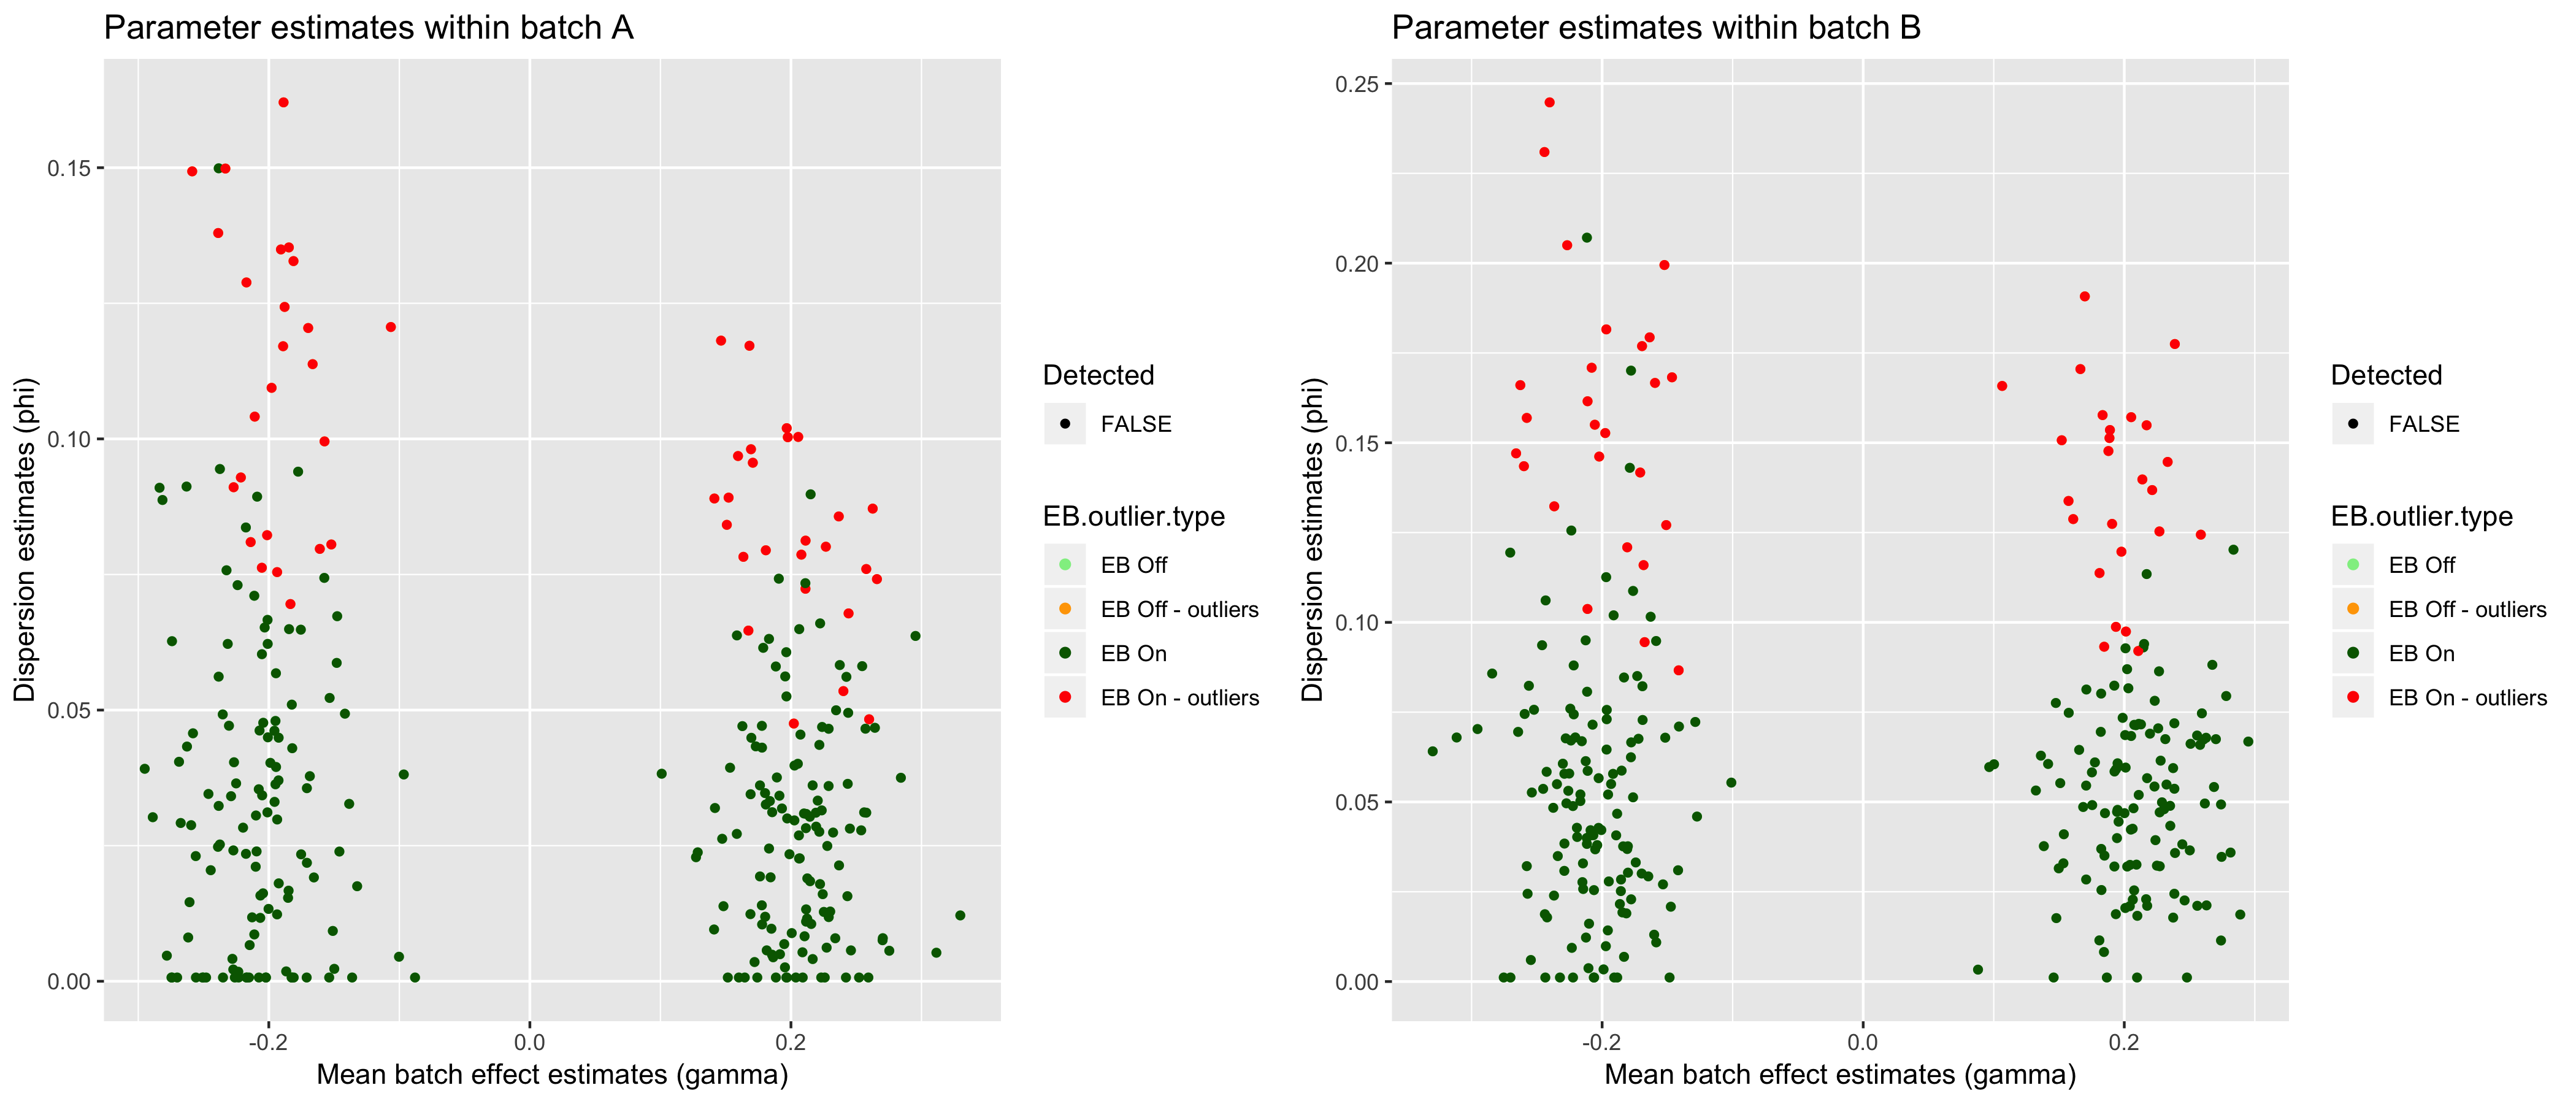 Parameter estimates within batch A
Dispersion estimates (phi)
0.15
0.10
0.05
0.00
-0.2
0.0
0.2
Mean batch effect estimates (gamma)
Detected
FALSE
EB.outlier.type
EB Off
EB Off - outliers
EB On
EB On - outliers
Parameter estimates within batch B
Dispersion estimates (phi)
0.25
0.20
0.15
0.10
0.05
0.00
-0.2
0.0
0.2
Mean batch effect estimates (gamma)
Detected
FALSE
EB.outlier.type
EB Off
EB Off - outliers
EB On
EB On - outliers